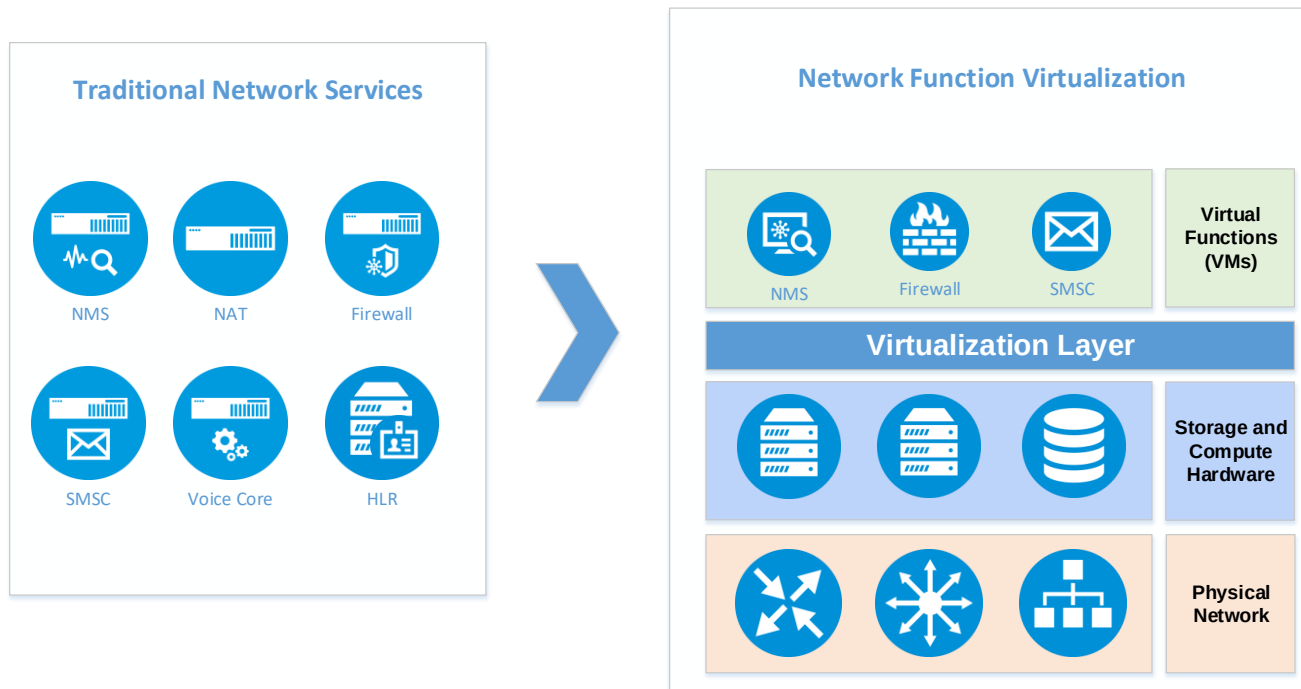 Traditional Network Services
NMS
NAT
Firewall
SMSC
Voice Core
HLR
Network Function Virtualization
NMS
Firewall
SMSC
Virtual
Functions
(VMs)
Virtualization Layer
Storage and
Compute
Hardware
Physical
Network